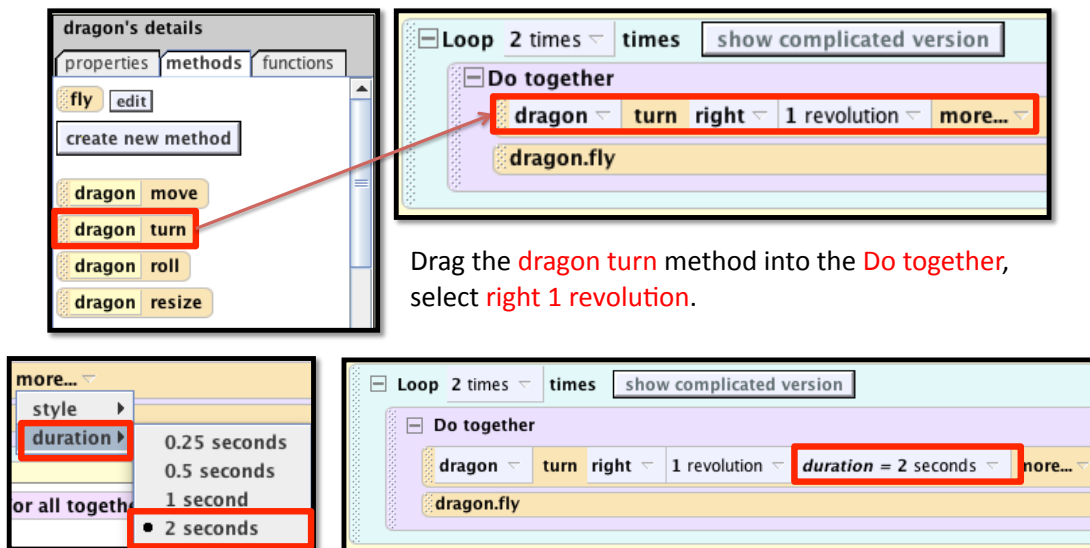 dragon's details
properties methods functions
fly edit
create new method
dragon move
dragon turn
dragon roll
dragon resize
Loop 2 times times show complicated version
Do together
dragon turn right 1 revolution more...
dragon.fly
Drag the dragon turn method into the Do together,
select right 1 revolution.
more...
style
duration
0.25 seconds
0.5 seconds
1 second
2 seconds
or all togeth
Loop 2 times times show complicated version
Do together
dragon turn right 1 revolution duration = 2 seconds more...
dragon.fly